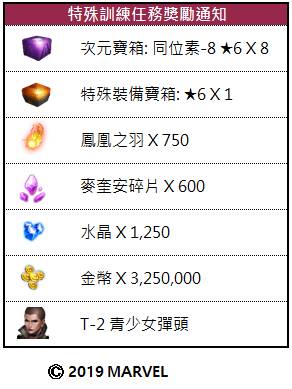 特殊訓練任務獎勵通知
次元寶箱: 同位素-8 ★6 X 8
特殊裝備寶箱: ★6 X 1
鳳凰之羽 X 750
麥奎安碎片 X 600
水晶 X 1,250
金幣 X 3,250,000
T-2 青少女彈頭
© 2019 MARVEL